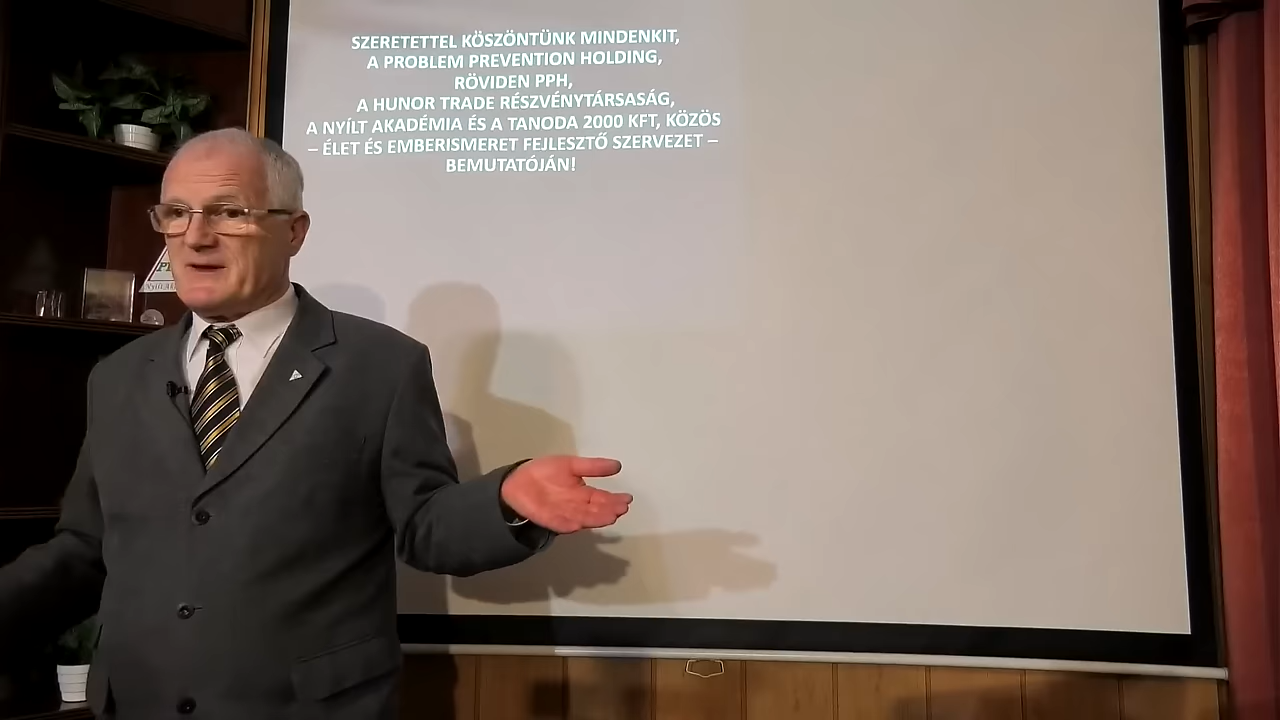 SZERETETTEL KÖSZÖNTÜNK MINDENKIT,
A PROBLEM PREVENTION HOLDING,
RÖVIDEN PPH,
A HUNOR TRADE RÉSZVÉNYTÁRSASÁG,
A NYÍLT AKADÉMIA ÉS A TANODA 2000 KFT, KÖZÖS
– ÉLET ÉS EMBERISMERET FEJLESZTŐ SZERVEZET –
BEMUTATÓJÁN!